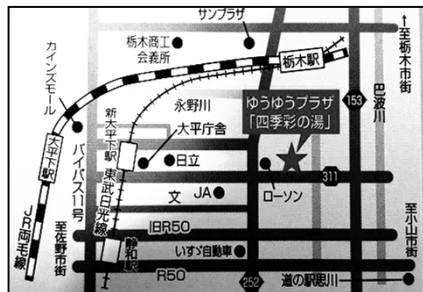 サンプラザ
栃木商工
会議所
栃木駅
↑至栃木市街
カインズモール
永野川
ゆうゆうプラザ
「四季彩の湯」
153
巴波川
新大平下駅
大平庁舎
大平下駅
バイパス11号
日立
ローソン
311
東武日光線
文
JA
JR両毛線
至佐野市街
静和駅
IBR50
いすゞ自動車
至小山市街
R50
252
道の駅思川